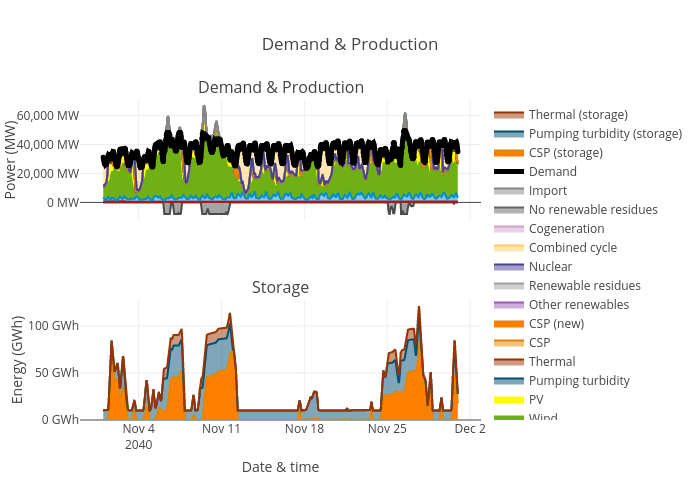 Demand & Production
Demand & Production
Power (MW)
60,000 MW
40,000 MW
20,000 MW
0 MW
Storage
Energy (GWh)
100 GWh
50 GWh
0 GWh
Nov 4
2040
Nov 11
Nov 18
Nov 25
Dec 2
Date & time
Thermal (storage)
Pumping turbidity (storage)
CSP (storage)
Demand
Import
No renewable residues
Cogeneration
Combined cycle
Nuclear
Renewable residues
Other renewables
CSP (new)
CSP
Thermal
Pumping turbidity
PV
Wind